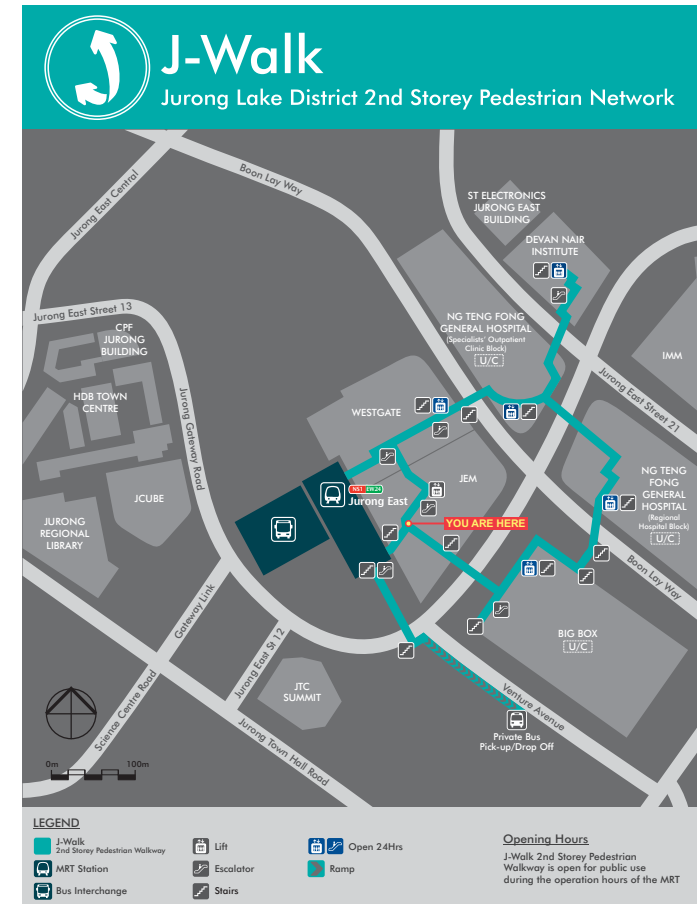 J-Walk
Jurong Lake District 2nd Storey Pedestrian Network
Boon Lay Way
Jurong East Central
ST ELECTRONICS
JURONG EAST
BUILDING
DEVAN NAIR
INSTITUTE
Jurong East Street 13
CPF
JURONG
BUILDING
NG TENG FONG
GENERAL HOSPITAL
(Specialists' Outpatient
Clinic Block)
U/C
IMM
HDB TOWN
CENTRE
Jurong Gateway Road
WESTGATE
Jurong East Street 21
JCUBE
JEM
NS1 EW24
Jurong East
NG TENG
FONG
GENERAL
HOSPITAL
(Regional
Hospital Block)
U/C
YOU ARE HERE
JURONG
REGIONAL
LIBRARY
Boon Lay Way
Gateway Link
BIG BOX
U/C
Jurong East St 12
JTC
SUMMIT
Venture Avenue
Science Centre Road
Jurong Town Hall Road
Private Bus
Pick-up/Drop Off
0m 100m
LEGEND
J-Walk
2nd Storey Pedestrian Walkway
MRT Station
Bus Interchange
Lift
Escalator
Stairs
Open 24Hrs
Ramp
Opening Hours
J-Walk 2nd Storey Pedestrian
Walkway is open for public use
during the operation hours of the MRT